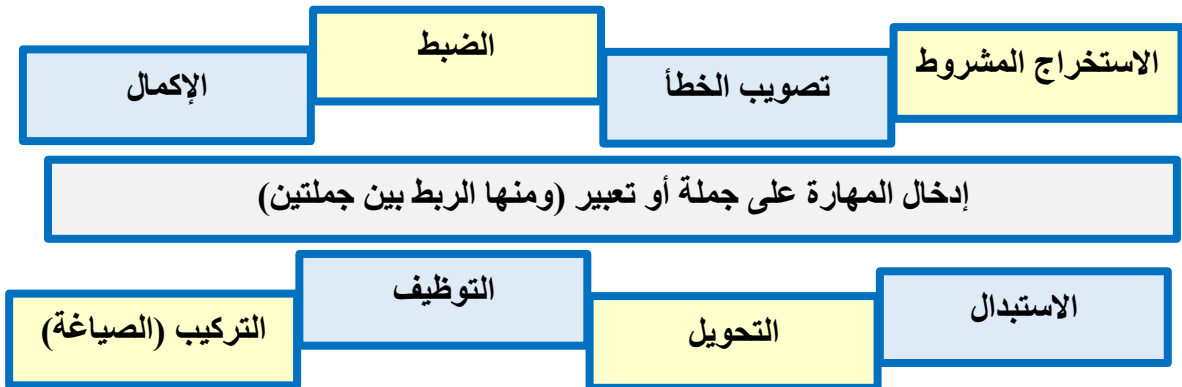 الاستخراج المشروط
تصويب الخطأ
الضبط
الإكمال
إدخال المهارة على جملة أو تعبير (ومنها الربط بين جملتين)
الاستبدال
التحويل
التوظيف
التركيب (الصياغة)